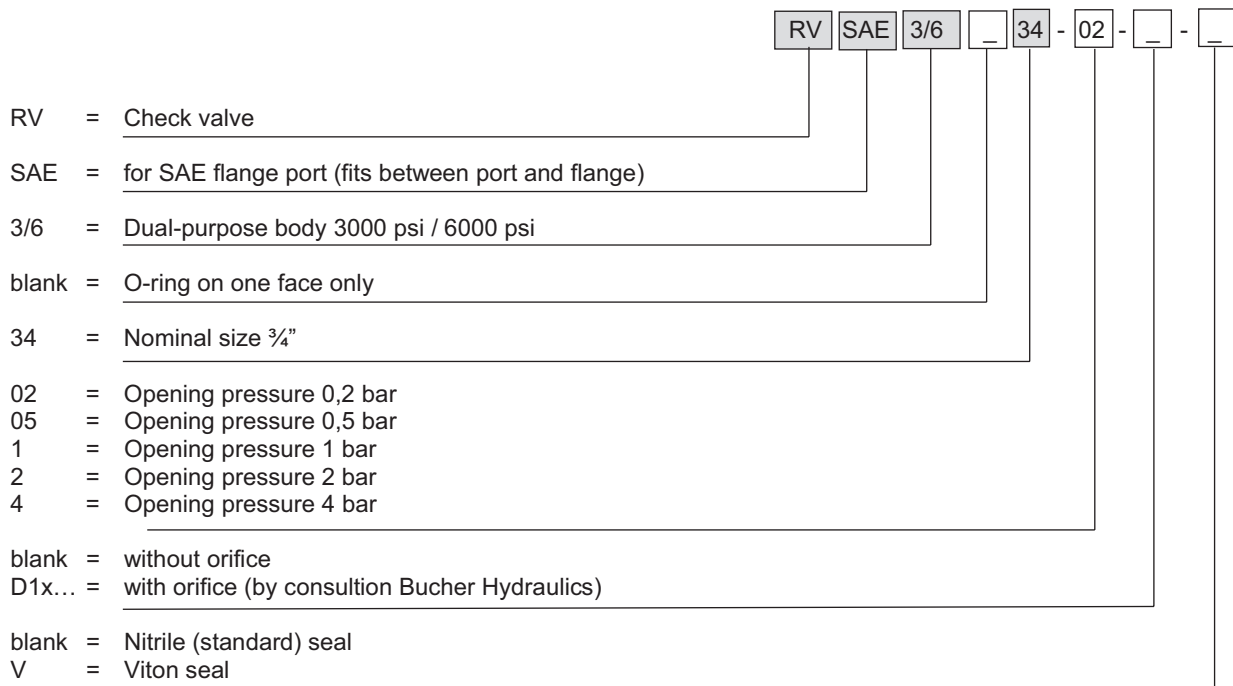 RV SAE 3/6 _ 34 - 02 - _ - _
RV = Check valve
SAE = for SAE flange port (fits between port and flange)
3/6 = Dual-purpose body 3000 psi / 6000 psi
blank = O-ring on one face only
34 = Nominal size ¾”
02 = Opening pressure 0,2 bar
05 = Opening pressure 0,5 bar
1 = Opening pressure 1 bar
2 = Opening pressure 2 bar
4 = Opening pressure 4 bar
blank = without orifice
D1x… = with orifice (by consultion Bucher Hydraulics)
blank = Nitrile (standard) seal
V = Viton seal